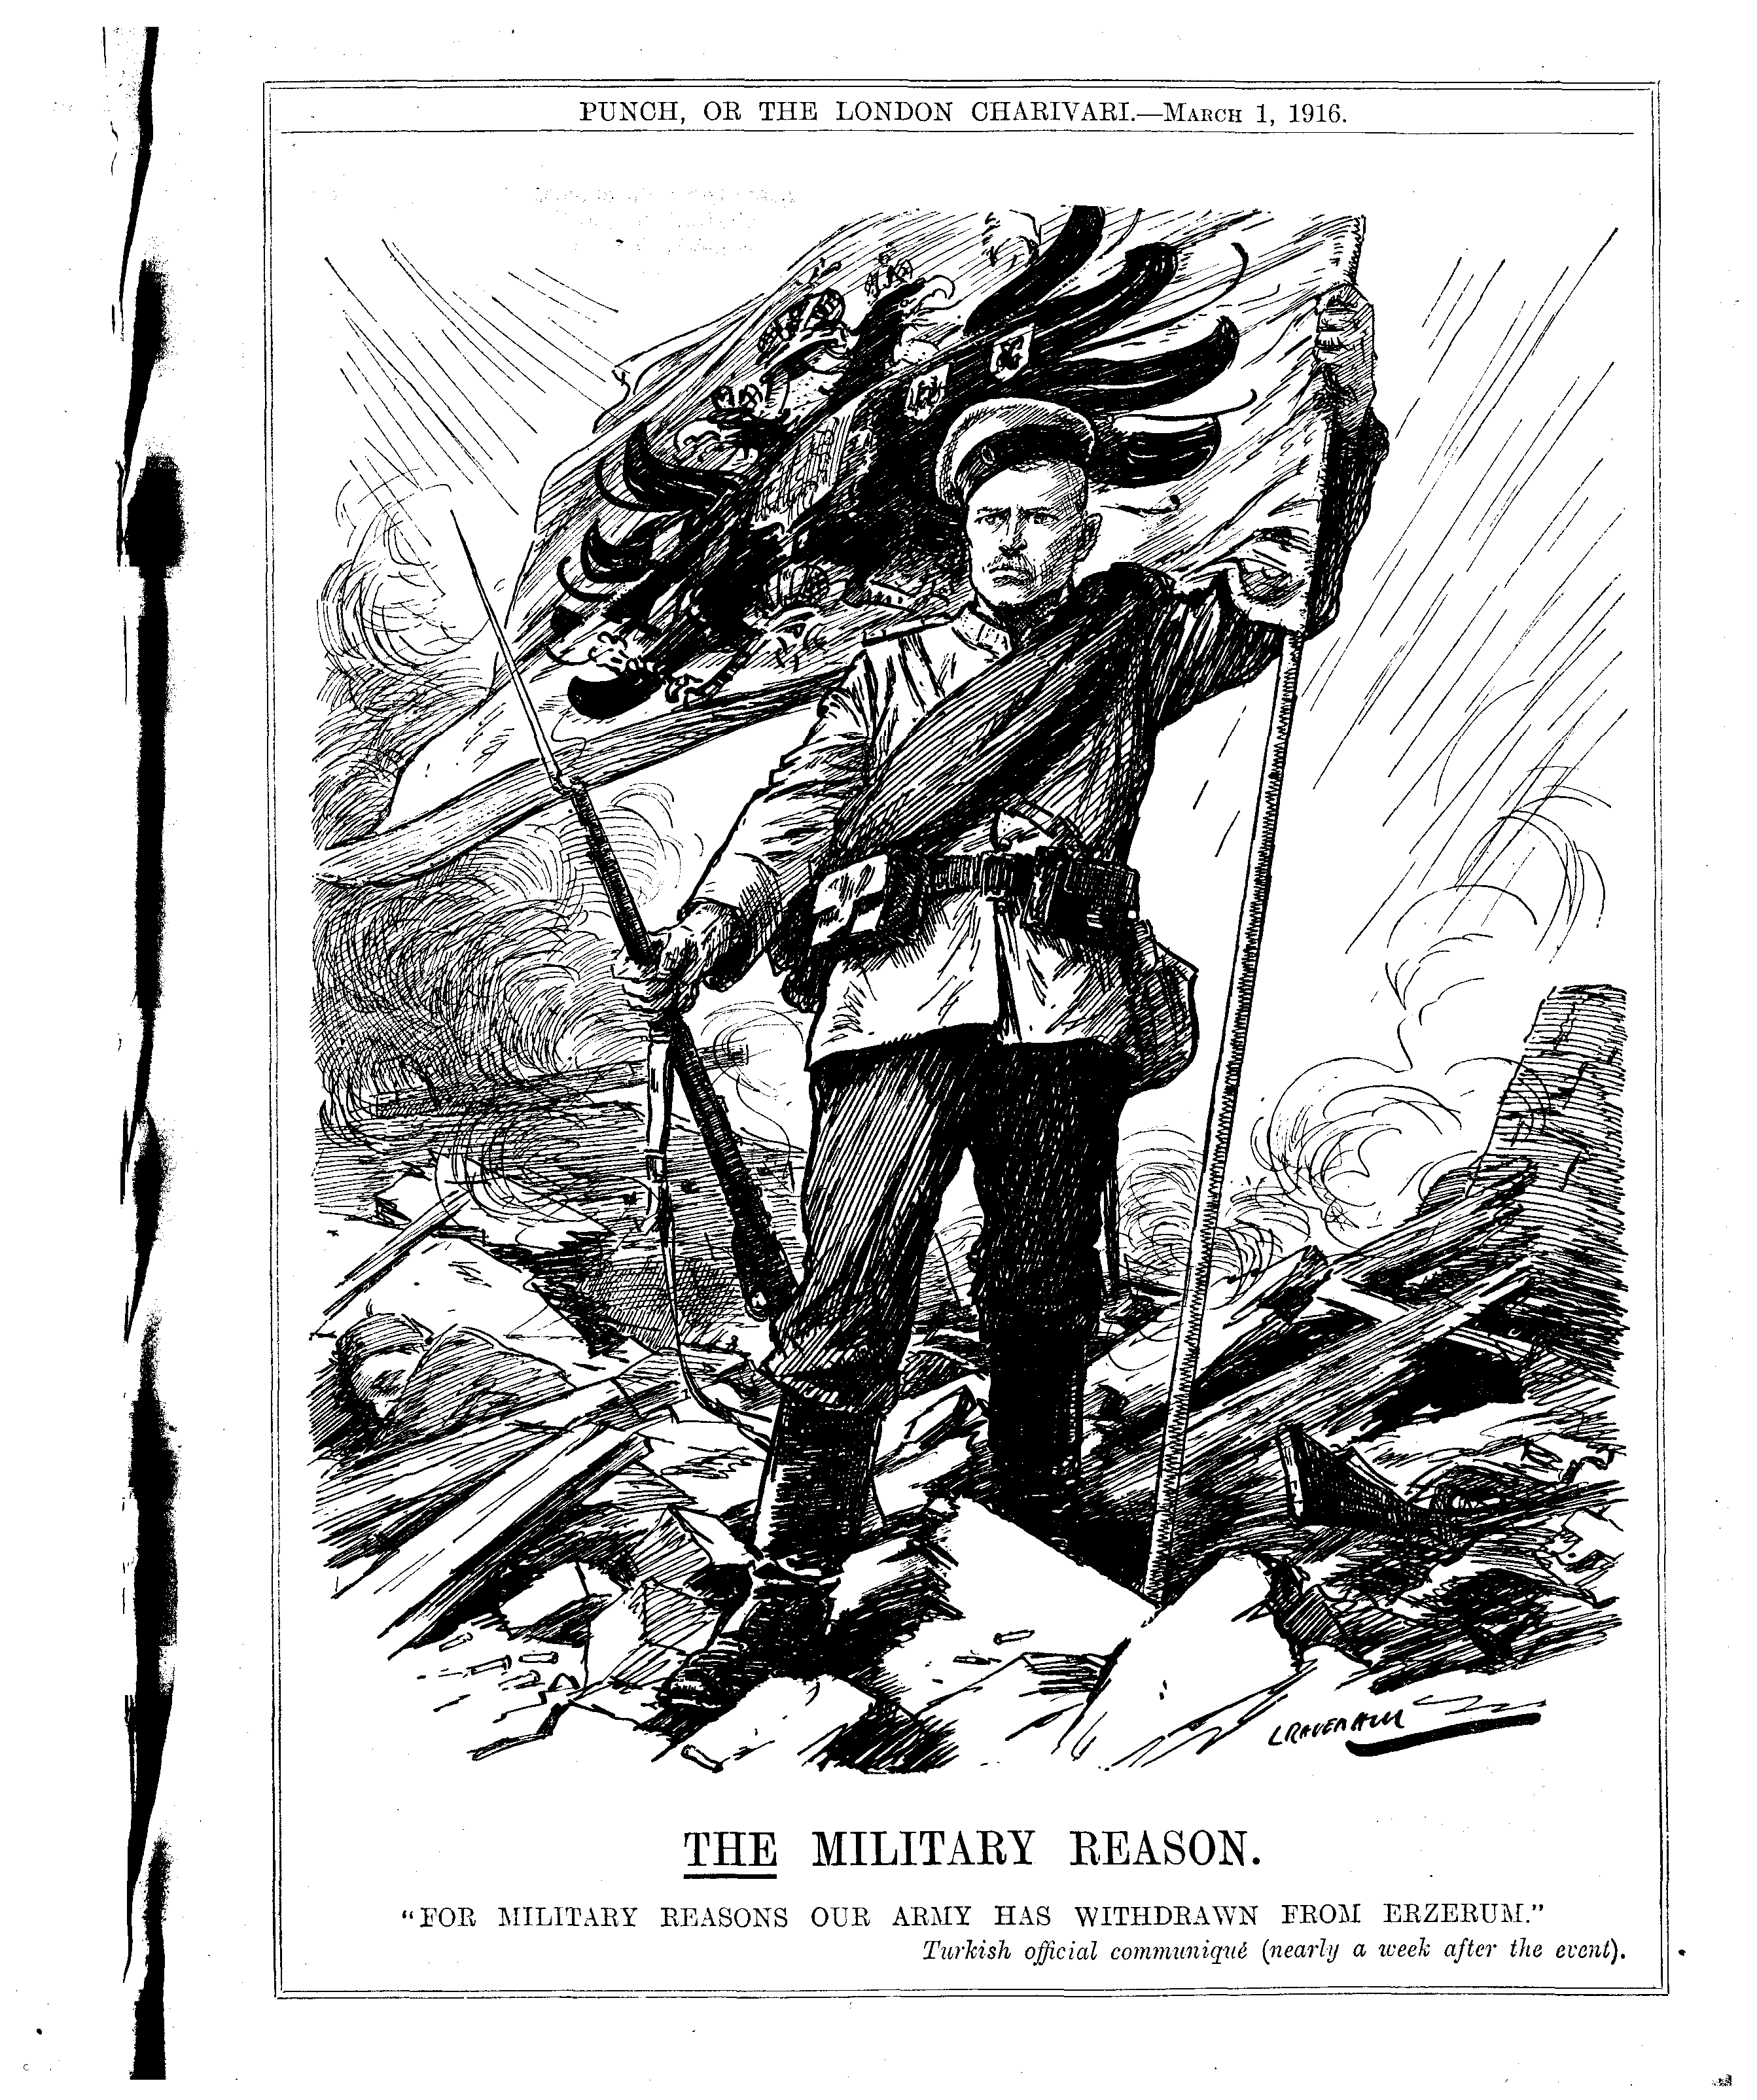 PUNCH, OR THE LONDON CHARIVARI.—MARCH 1, 1916.
L RAVEN HILL
THE MILITARY REASON.
"FOR MILITARY REASONS OUR ARMY HAS WITHDRAWN FROM ERZERUM."
Turkish official communiqué (nearly a week after the event).